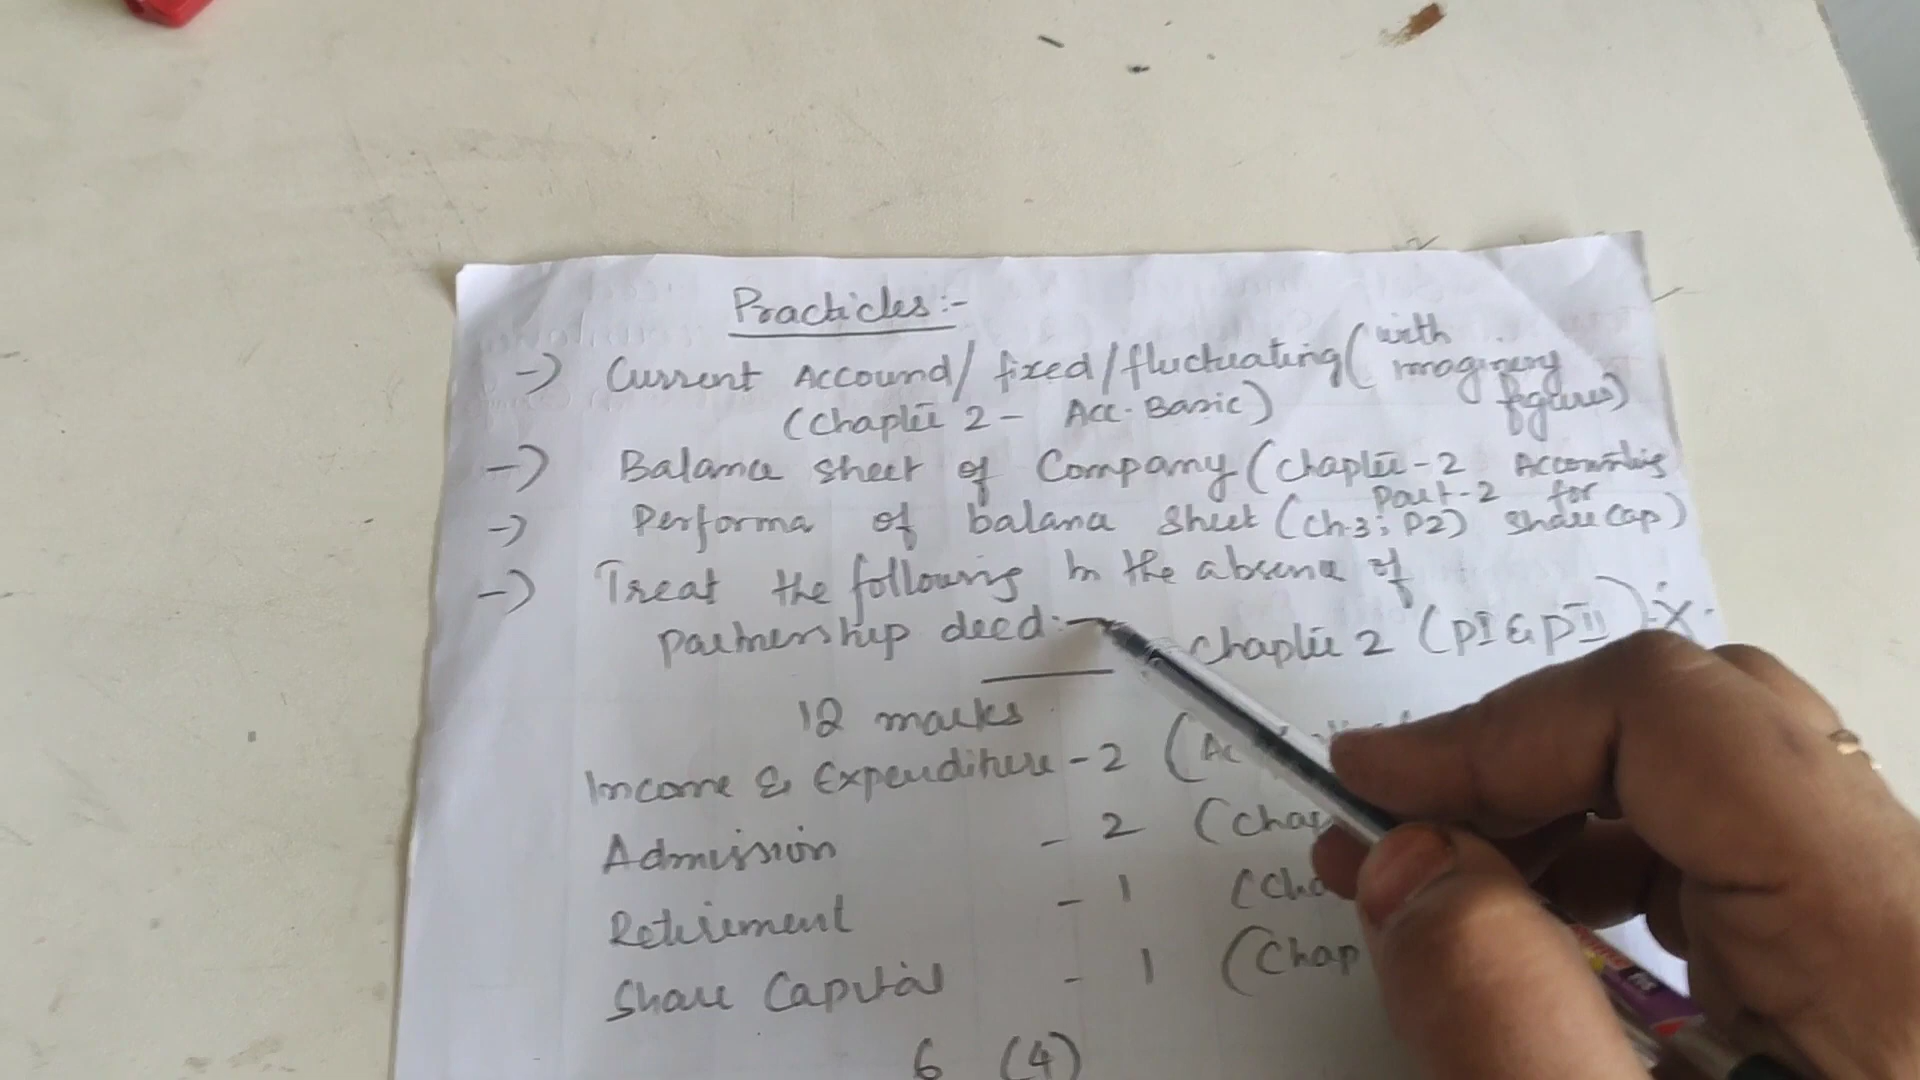 Practicles:-
-) Current Accound/ fixed/fluctuating (with imaginery figures)
(Chapter 2 - Acc. Basic)
-) Balance sheet of Company (Chapter-2 Accounting Part-2 for share cap)
-) Performa of balance sheet (ch.3; P2)
-) Treat the following in the absence of
Partnership deed:- Chapter 2 (PI & PII)
12 marks
Income & Expenditure - 2 (Ac
Admission - 2 (Chap
Retirement - 1 (Cha
Share Capital - 1 (Chap
6 (4)